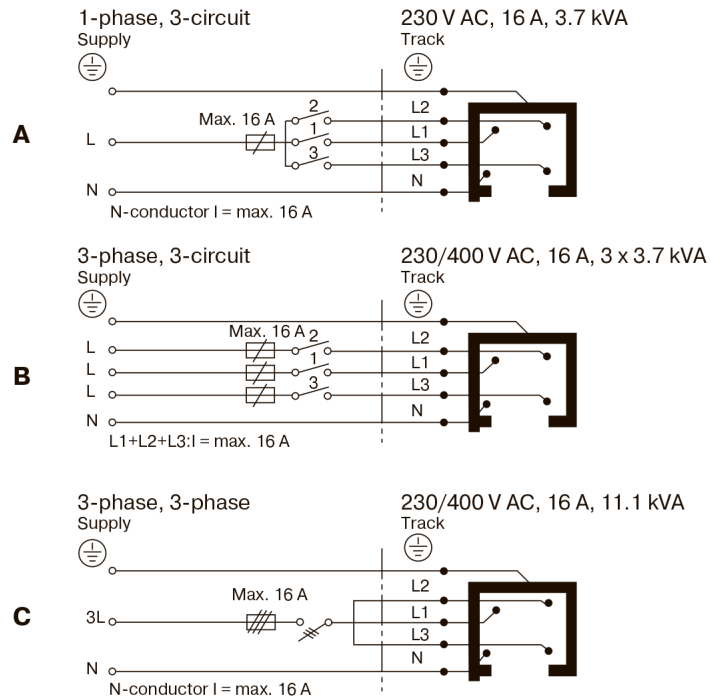 1-phase, 3-circuit 230 V AC, 16 A, 3.7 kVA
Supply Track
A
Max. 16 A
2
1
3
L
L2
L1
L3
N
N
N-conductor I = max. 16 A
3-phase, 3-circuit 230/400 V AC, 16 A, 3 x 3.7 kVA
Supply Track
B
Max. 16 A
2
1
3
L
L
L
L2
L1
L3
N
N
L1+L2+L3:I = max. 16 A
3-phase, 3-phase 230/400 V AC, 16 A, 11.1 kVA
Supply Track
C
Max. 16 A
3L
L2
L1
L3
N
N
N-conductor I = max. 16 A